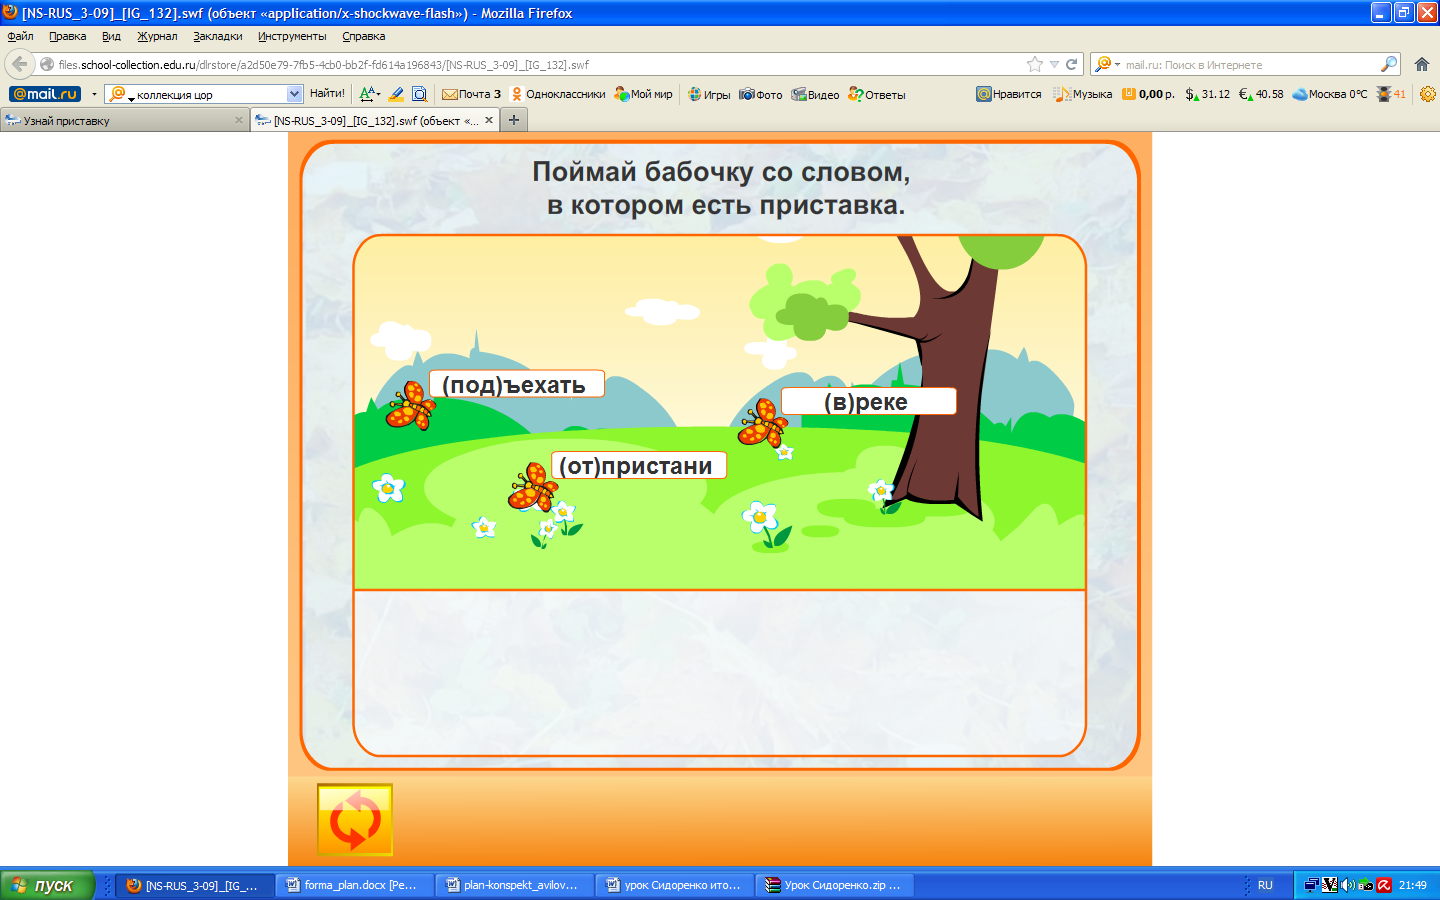 [NS-RUS_3-09]_[IG_132].swf (объект «application/x-shockwave-flash») - Mozilla Firefox
Файл Правка Вид Журнал Закладки Инструменты Справка
files.school-collection.edu.ru/dlrstore/a2d50e79-7fb5-4cb0-bb2f-fd614a196843/[NS-RUS_3-09]_[IG_132].swf
mail.ru: Поиск в Интернете
@mail.ru коллекция цор Найти! Почта 3 Одноклассники Мой мир Игры Фото Видео Ответы Нравится Музыка 0,00 р. $ 31.12 € 40.58 Москва 0°C 41
Узнай приставку [NS-RUS_3-09]_[IG_132].swf (объект «...
Поймай бабочку со словом,
в котором есть приставка.
(под)ъехать
(в)реке
(от)пристани
пуск [NS-RUS_3-09]_[IG_... forma_plan.docx [Ре... plan-konspekt_avilov... урок Сидоренко ито... Урок Сидоренко.zip ... RU 21:49